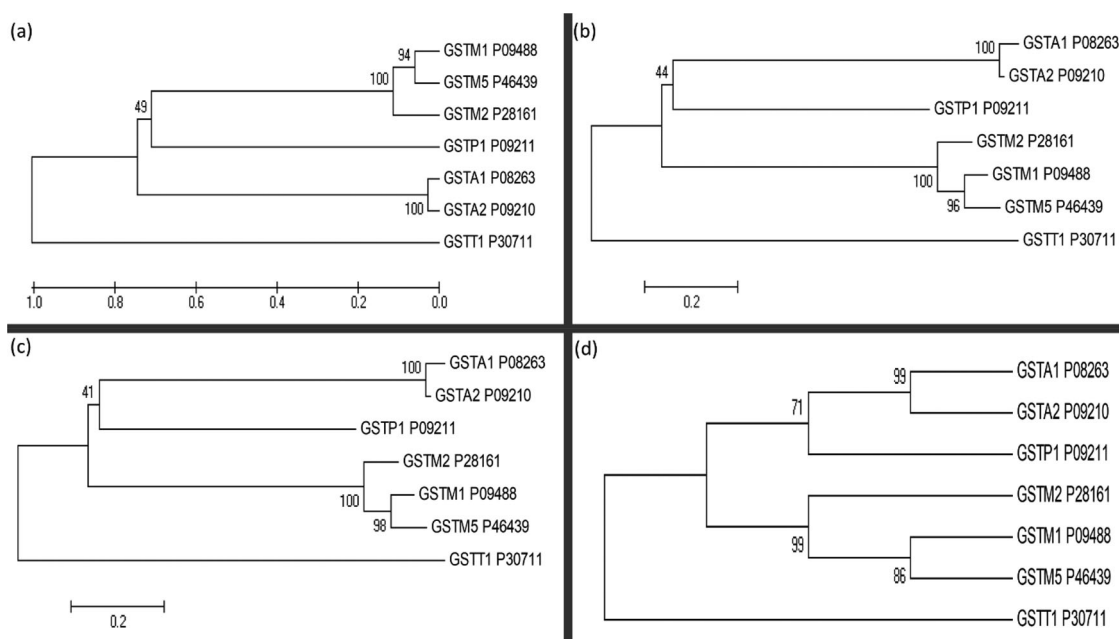 (a)
94
GSTM1 P09488
100
GSTM5 P46439
GSTM2 P28161
49
GSTP1 P09211
GSTA1 P08263
100
GSTA2 P09210
GSTT1 P30711
1.0 0.8 0.6 0.4 0.2 0.0
(b)
100
GSTA1 P08263
GSTA2 P09210
44
GSTP1 P09211
GSTM2 P28161
100
GSTM1 P09488
96
GSTM5 P46439
GSTT1 P30711
0.2
(c)
100
GSTA1 P08263
GSTA2 P09210
41
GSTP1 P09211
GSTM2 P28161
100
GSTM1 P09488
98
GSTM5 P46439
GSTT1 P30711
0.2
(d)
GSTA1 P08263
99
GSTA2 P09210
71
GSTP1 P09211
GSTM2 P28161
99
GSTM1 P09488
86
GSTM5 P46439
GSTT1 P30711